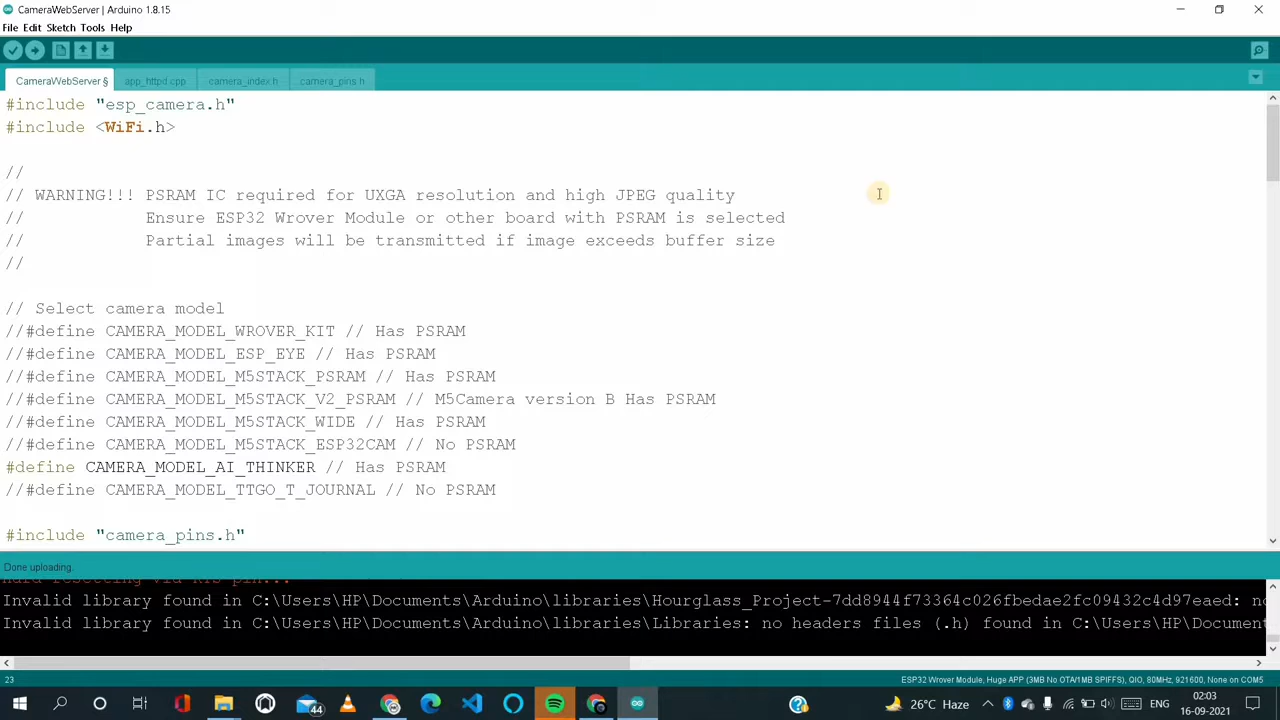 CameraWebServer | Arduino 1.8.15
File Edit Sketch Tools Help
CameraWebServer § app_httpd.cpp camera_index.h camera_pins.h
#include "esp_camera.h"
#include <WiFi.h>
//
// WARNING!!! PSRAM IC required for UXGA resolution and high JPEG quality
// Ensure ESP32 Wrover Module or other board with PSRAM is selected
// Partial images will be transmitted if image exceeds buffer size
//
// Select camera model
//#define CAMERA_MODEL_WROVER_KIT // Has PSRAM
//#define CAMERA_MODEL_ESP_EYE // Has PSRAM
//#define CAMERA_MODEL_M5STACK_PSRAM // Has PSRAM
//#define CAMERA_MODEL_M5STACK_V2_PSRAM // M5Camera version B Has PSRAM
//#define CAMERA_MODEL_M5STACK_WIDE // Has PSRAM
//#define CAMERA_MODEL_M5STACK_ESP32CAM // No PSRAM
#define CAMERA_MODEL_AI_THINKER // Has PSRAM
//#define CAMERA_MODEL_TTGO_T_JOURNAL // No PSRAM
#include "camera_pins.h"
Done uploading.
Hard resetting via RTS pin...
Invalid library found in C:\Users\HP\Documents\Arduino\libraries\Hourglass_Project-7dd8944f73364c026fbedae2fc09432c4d97eaed: no
Invalid library found in C:\Users\HP\Documents\Arduino\libraries\Libraries: no headers files (.h) found in C:\Users\HP\Document
23 ESP32 Wrover Module, Huge APP (3MB No OTA/1MB SPIFFS), QIO, 80MHz, 921600, None on COM5
44 26°C Haze ENG 02:03
16-09-2021